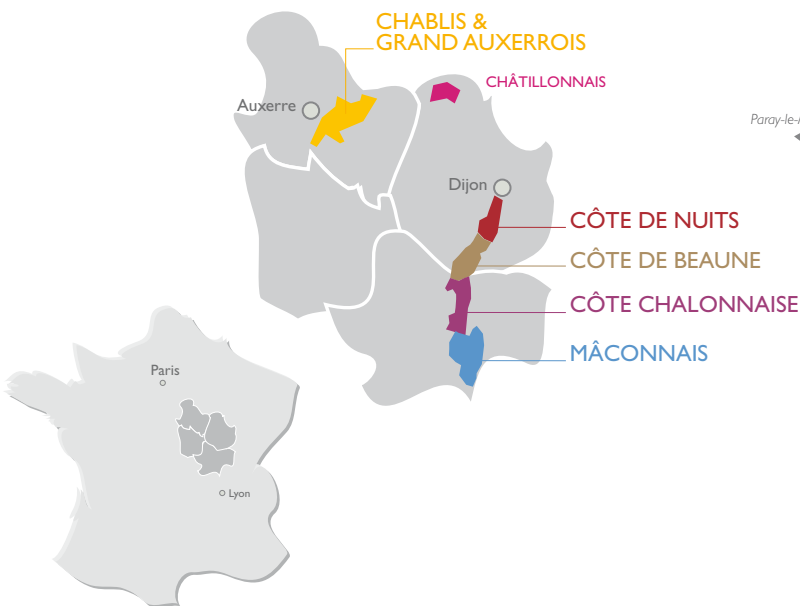 CHABLIS &
GRAND AUXERROIS
CHÂTILLONNAIS
Auxerre
Dijon
CÔTE DE NUITS
CÔTE DE BEAUNE
CÔTE CHALONNAISE
MÂCONNAIS
Paris
Lyon